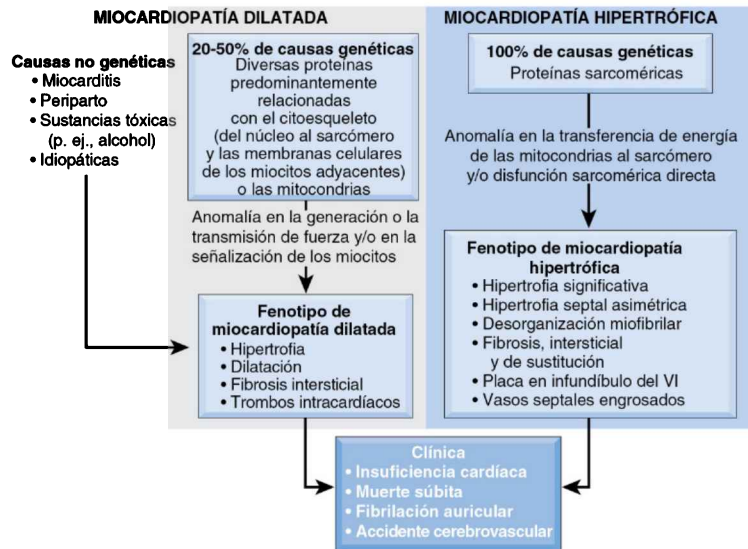 MIOCARDIOPATÍA DILATADA
MIOCARDIOPATÍA HIPERTRÓFICA
Causas no genéticas
• Miocarditis
• Periparto
• Sustancias tóxicas
(p. ej., alcohol)
• Idiopáticas
20-50% de causas genéticas
Diversas proteínas
predominantemente
relacionadas
con el citoesqueleto
(del núcleo al sarcómero
y las membranas celulares
de los miocitos adyacentes)
o las mitocondrias
Anomalía en la generación o la
transmisión de fuerza y/o en la
señalización de los miocitos
Fenotipo de
miocardiopatía dilatada
• Hipertrofia
• Dilatación
• Fibrosis intersticial
• Trombos intracardíacos
100% de causas genéticas
Proteínas sarcoméricas
Anomalía en la transferencia de energía
de las mitocondrias al sarcómero
y/o disfunción sarcomérica directa
Fenotipo de miocardiopatía
hipertrófica
• Hipertrofia significativa
• Hipertrofia septal asimétrica
• Desorganización miofibrilar
• Fibrosis, intersticial
y de sustitución
• Placa en infundíbulo del VI
• Vasos septales engrosados
Clínica
• Insuficiencia cardíaca
• Muerte súbita
• Fibrilación auricular
• Accidente cerebrovascular